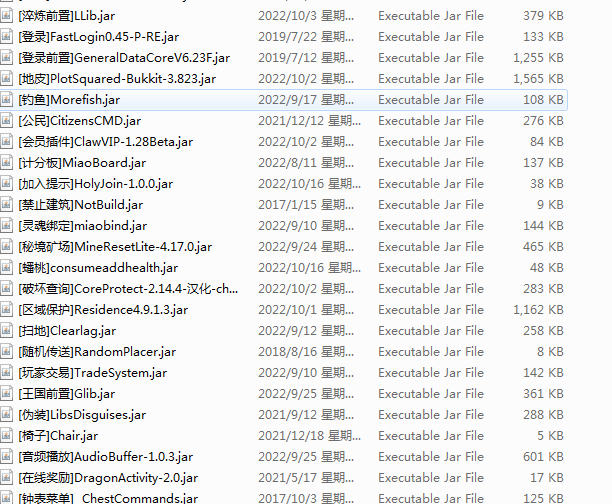 [淬炼前置]LLib.jar 2022/10/3 星期... Executable Jar File 379 KB
[登录]FastLogin0.45-P-RE.jar 2019/7/22 星期... Executable Jar File 133 KB
[登录前置]GeneralDataCoreV6.23F.jar 2019/7/12 星期... Executable Jar File 1,255 KB
[地皮]PlotSquared-Bukkit-3.823.jar 2022/10/2 星期... Executable Jar File 1,565 KB
[钓鱼]Morefish.jar 2022/9/17 星期... Executable Jar File 108 KB
[公民]CitizensCMD.jar 2021/12/12 星期... Executable Jar File 276 KB
[会员插件]ClawVIP-1.28Beta.jar 2022/10/2 星期... Executable Jar File 84 KB
[计分板]MiaoBoard.jar 2022/8/11 星期... Executable Jar File 137 KB
[加入提示]HolyJoin-1.0.0.jar 2022/10/16 星期... Executable Jar File 38 KB
[禁止建筑]NotBuild.jar 2017/1/15 星期... Executable Jar File 9 KB
[灵魂绑定]miaobind.jar 2022/9/10 星期... Executable Jar File 144 KB
[秘境矿场]MineResetLite-4.17.0.jar 2022/9/24 星期... Executable Jar File 465 KB
[蟠桃]consumeaddhealth.jar 2022/10/16 星期... Executable Jar File 48 KB
[破坏查询]CoreProtect-2.14.4-汉化-ch... 2022/10/2 星期... Executable Jar File 283 KB
[区域保护]Residence4.9.1.3.jar 2022/10/1 星期... Executable Jar File 1,162 KB
[扫地]Clearlag.jar 2022/9/12 星期... Executable Jar File 258 KB
[随机传送]RandomPlacer.jar 2018/8/16 星期... Executable Jar File 8 KB
[玩家交易]TradeSystem.jar 2022/9/10 星期... Executable Jar File 142 KB
[王国前置]Glib.jar 2022/9/25 星期... Executable Jar File 361 KB
[伪装]LibsDisguises.jar 2021/9/12 星期... Executable Jar File 288 KB
[椅子]Chair.jar 2021/12/18 星期... Executable Jar File 5 KB
[音频播放]AudioBuffer-1.0.3.jar 2022/9/25 星期... Executable Jar File 601 KB
[在线奖励]DragonActivity-2.0.jar 2021/5/17 星期... Executable Jar File 17 KB
[钟表菜单]_ChestCommands.jar 2017/10/3 星期... Executable Jar File 125 KB